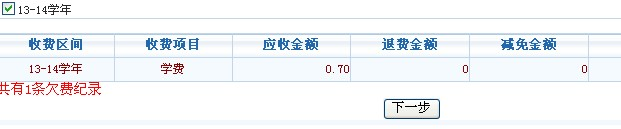 13-14学年
收费区间 收费项目 应收金额 退费金额 减免金额
13-14学年 学费 0.70 0 0
共有1条欠费纪录
下一步